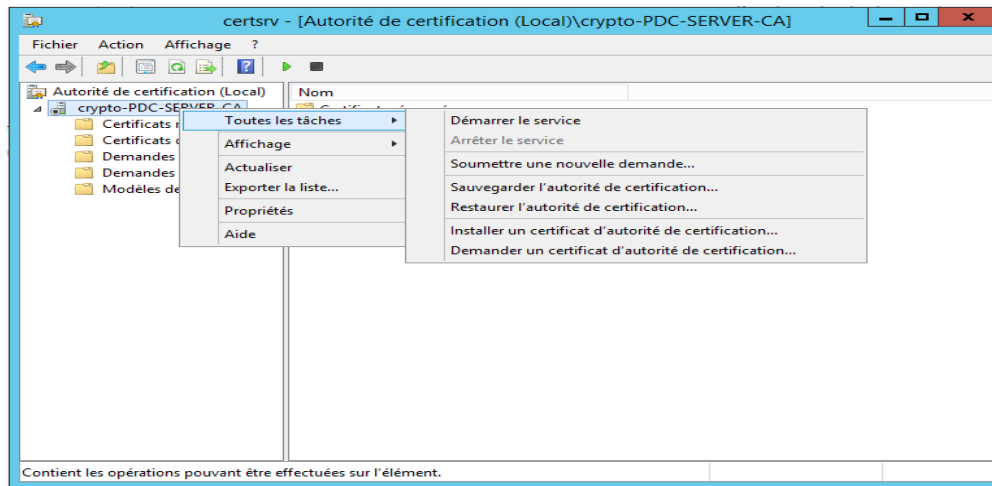 certsrv - [Autorité de certification (Local)\crypto-PDC-SERVER-CA]
Fichier Action Affichage ?
Autorité de certification (Local)
Nom
crypto-PDC-SERVER-CA
Certificats
Certificats
Demandes
Demandes
Modèles de
Toutes les tâches
Affichage
Actualiser
Exporter la liste...
Propriétés
Aide
Démarrer le service
Arrêter le service
Soumettre une nouvelle demande...
Sauvegarder l'autorité de certification...
Restaurer l'autorité de certification...
Installer un certificat d'autorité de certification...
Demander un certificat d'autorité de certification...
Contient les opérations pouvant être effectuées sur l'élément.